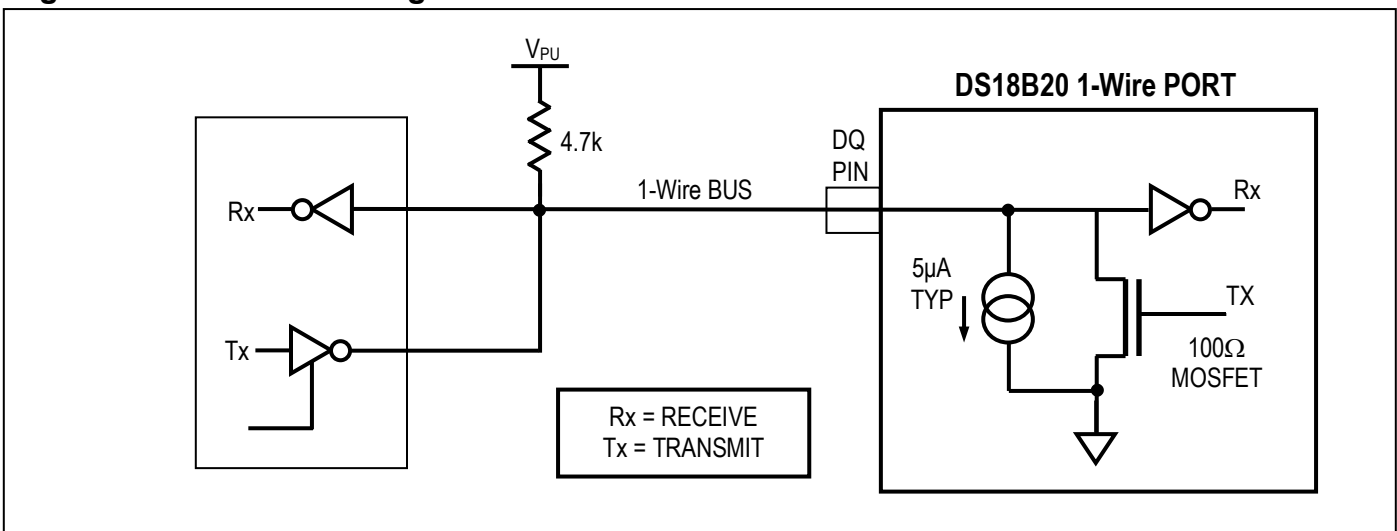 V_PU
4.7k
DS18B20 1-Wire PORT
DQ
PIN
1-Wire BUS
Rx
Rx
5µA
TYP
TX
100Ω
MOSFET
Tx
Rx = RECEIVE
Tx = TRANSMIT